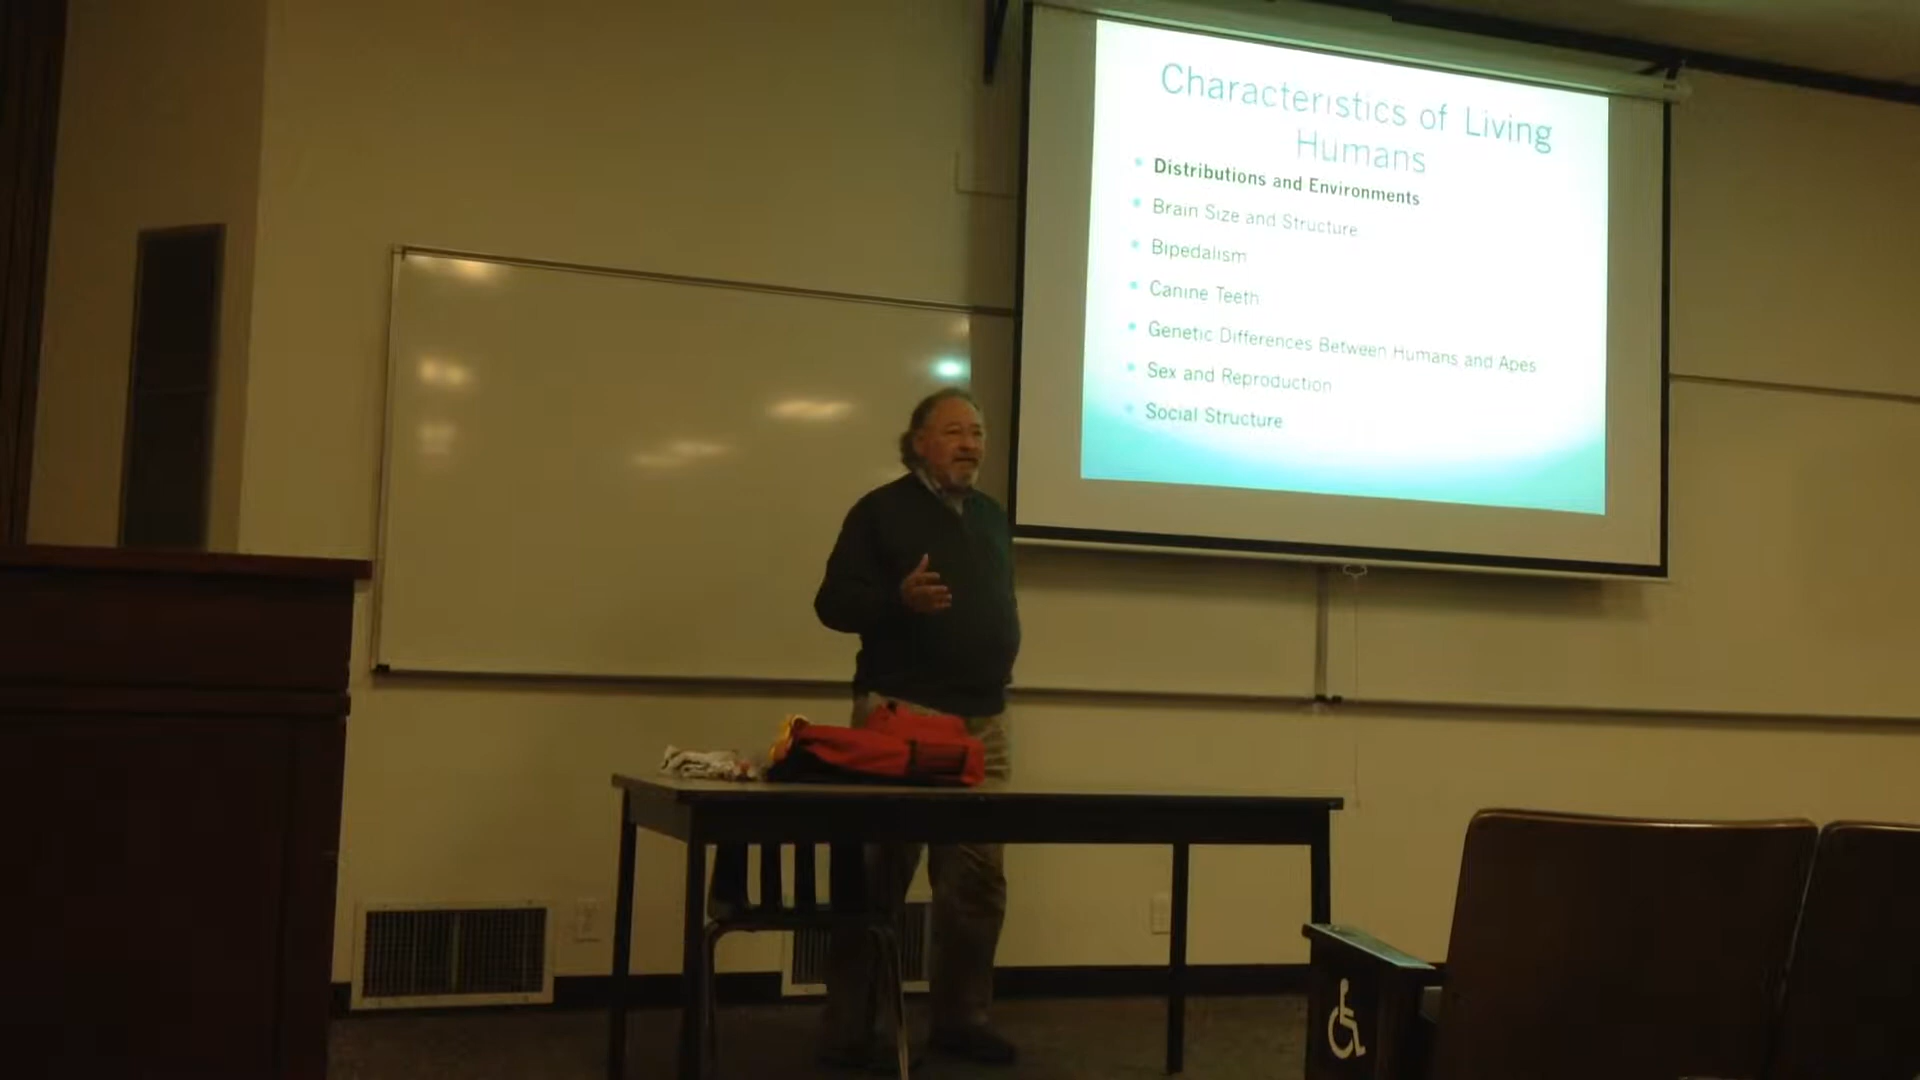 Characteristics of Living
Humans
Distributions and Environments
Brain Size and Structure
Bipedalism
Canine Teeth
Genetic Differences Between Humans and Apes
Sex and Reproduction
Social Structure